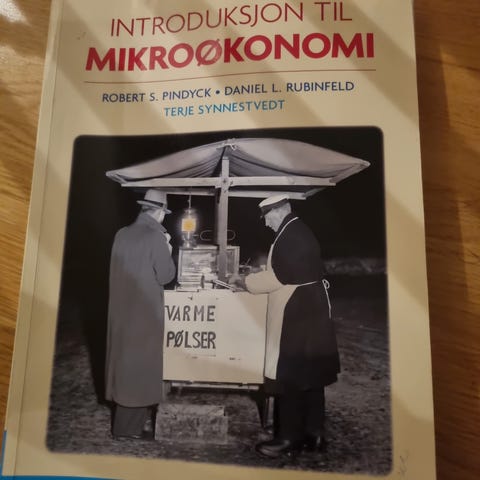 INTRODUKSJON TIL
MIKROØKONOMI
ROBERT S. PINDYCK • DANIEL L. RUBINFELD
TERJE SYNNESTVEDT
VARME
PØLSER